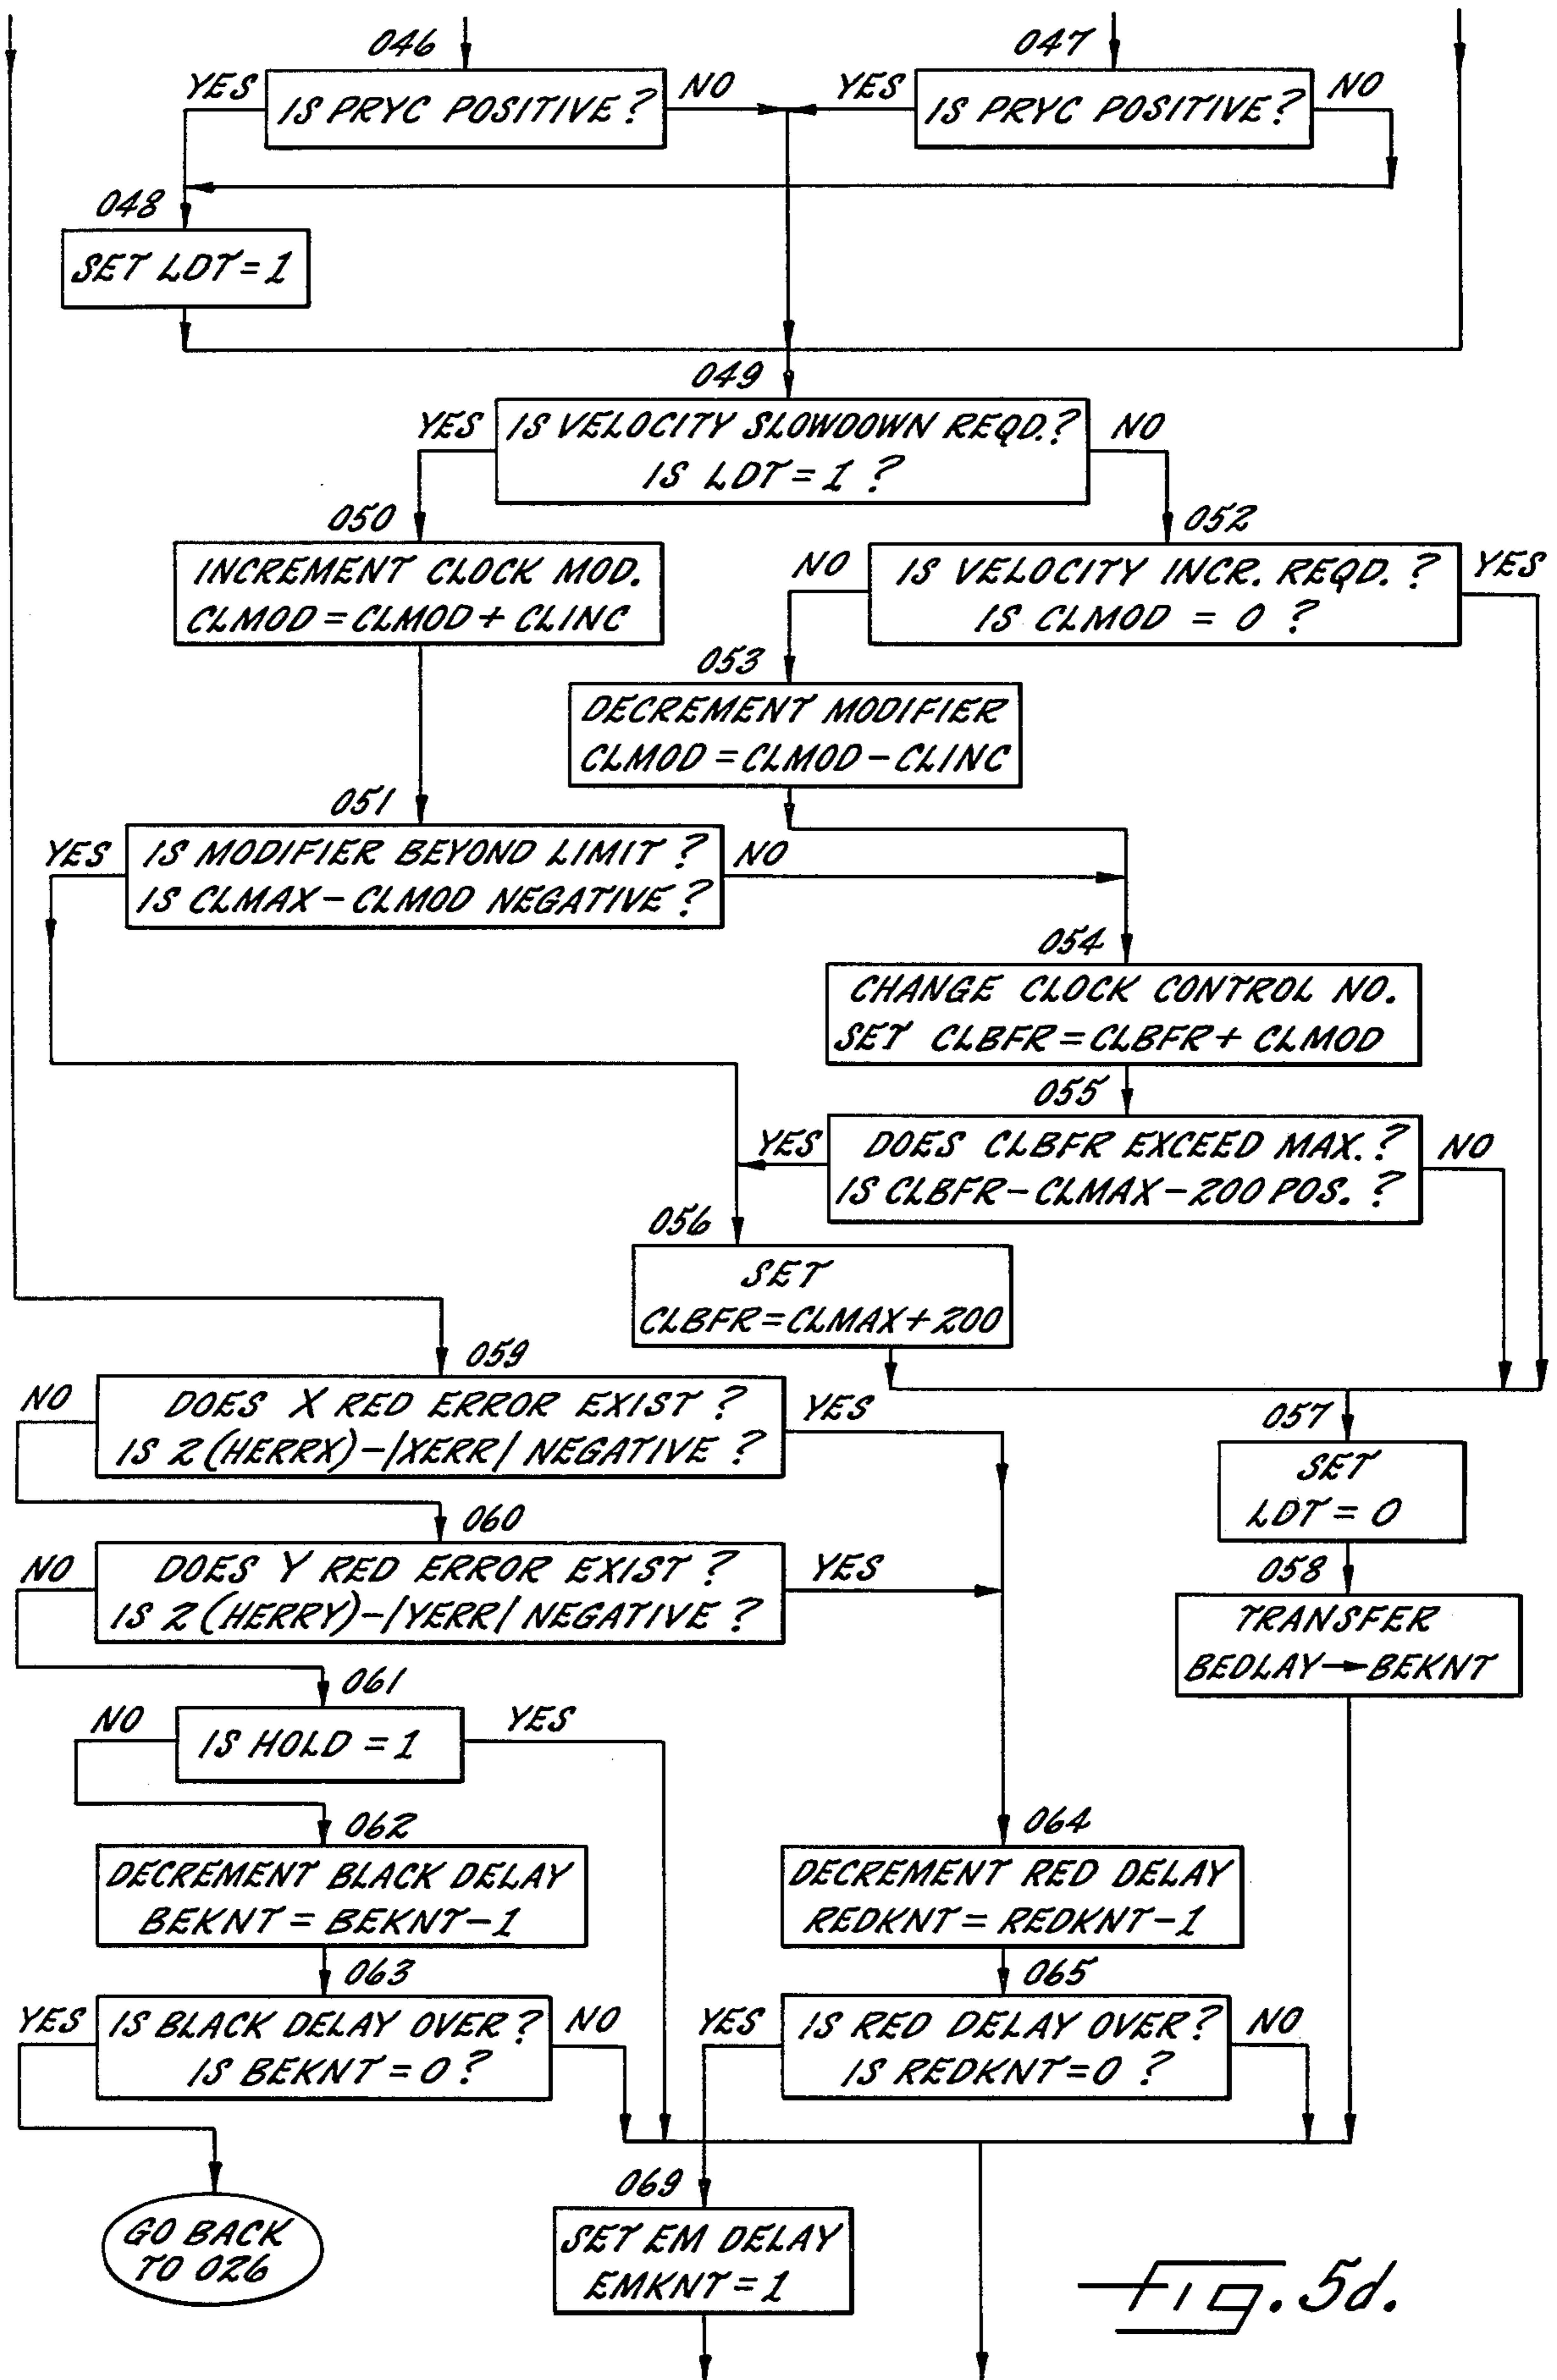 046
047
YES
IS PRYC POSITIVE?
NO
YES
IS PRYC POSITIVE?
NO
048
SET LDT=1
049
YES
IS VELOCITY SLOWDOWN REQD.?
IS LDT=1?
NO
050
INCREMENT CLOCK MOD.
CLMOD=CLMOD+CLINC
052
NO
IS VELOCITY INCR. REQD.?
IS CLMOD = 0 ?
YES
053
DECREMENT MODIFIER
CLMOD=CLMOD-CLINC
051
YES
IS MODIFIER BEYOND LIMIT?
IS CLMAX-CLMOD NEGATIVE?
NO
054
CHANGE CLOCK CONTROL NO.
SET CLBFR=CLBFR+CLMOD
055
YES
DOES CLBFR EXCEED MAX.?
IS CLBFR-CLMAX-200 POS.?
NO
056
SET
CLBFR=CLMAX+200
059
NO
DOES X RED ERROR EXIST?
IS 2(HERRX)-|XERR| NEGATIVE?
YES
057
SET
LDT=0
060
NO
DOES Y RED ERROR EXIST?
IS 2(HERRY)-|YERR| NEGATIVE?
YES
058
TRANSFER
BEDLAY→BEKNT
061
NO
IS HOLD=1
YES
062
DECREMENT BLACK DELAY
BEKNT=BEKNT-1
064
DECREMENT RED DELAY
REDKNT=REDKNT-1
063
YES
IS BLACK DELAY OVER?
IS BEKNT=0?
NO
065
YES
IS RED DELAY OVER?
IS REDKNT=0?
NO
GO BACK
TO 026
069
SET EM DELAY
EMKNT=1
Fig. 5d.